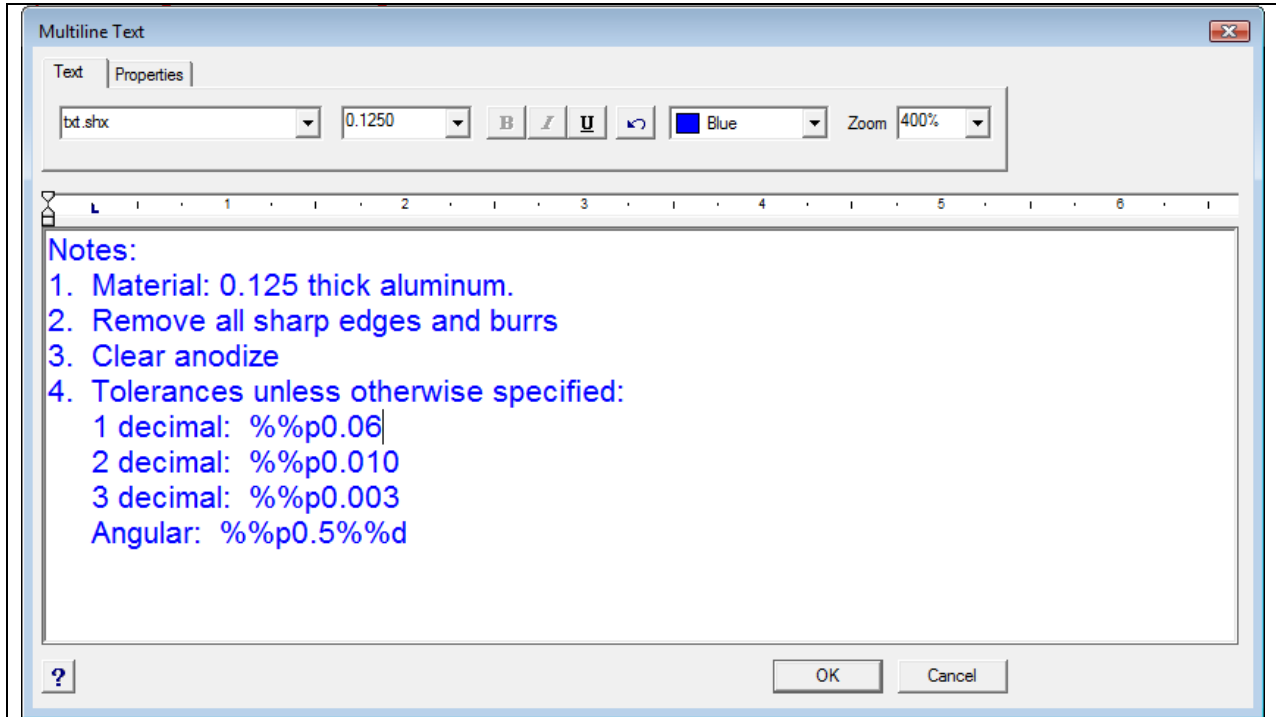 Multiline Text
Text Properties
txt.shx 0.1250 B I U Blue Zoom 400%
1 2 3 4 5 6
Notes:
1. Material: 0.125 thick aluminum.
2. Remove all sharp edges and burrs
3. Clear anodize
4. Tolerances unless otherwise specified:
1 decimal: %%p0.06
2 decimal: %%p0.010
3 decimal: %%p0.003
Angular: %%p0.5%%d
? OK Cancel